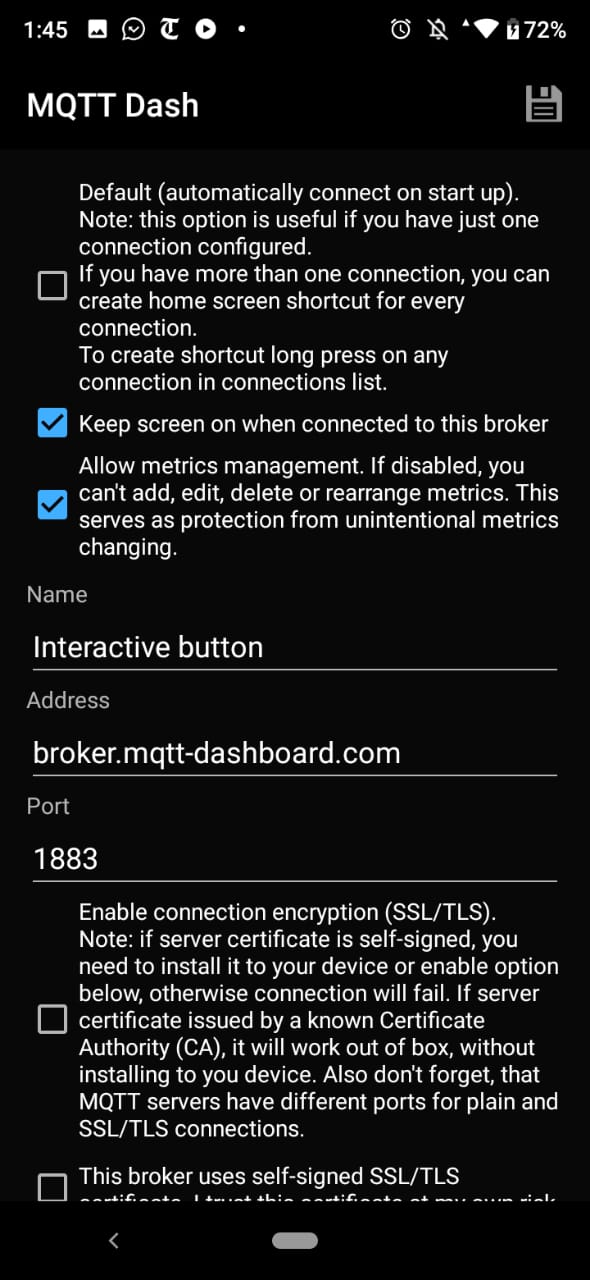 1:45
72%
MQTT Dash
Default (automatically connect on start up).
Note: this option is useful if you have just one
connection configured.
If you have more than one connection, you can
create home screen shortcut for every
connection.
To create shortcut long press on any
connection in connections list.
Keep screen on when connected to this broker
Allow metrics management. If disabled, you
can't add, edit, delete or rearrange metrics. This
serves as protection from unintentional metrics
changing.
Name
Interactive button
Address
broker.mqtt-dashboard.com
Port
1883
Enable connection encryption (SSL/TLS).
Note: if server certificate is self-signed, you
need to install it to your device or enable option
below, otherwise connection will fail. If server
certificate issued by a known Certificate
Authority (CA), it will work out of box, without
installing to you device. Also don't forget, that
MQTT servers have different ports for plain and
SSL/TLS connections.
This broker uses self-signed SSL/TLS
certificate. I trust this certificate at my own risk